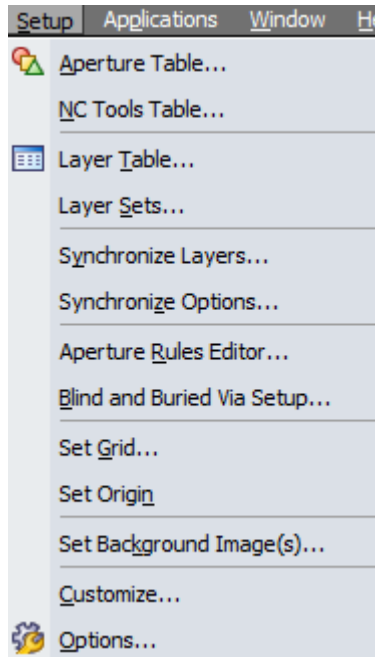 Setup Applications Window
Aperture Table...
NC Tools Table...
Layer Table...
Layer Sets...
Synchronize Layers...
Synchronize Options...
Aperture Rules Editor...
Blind and Buried Via Setup...
Set Grid...
Set Origin
Set Background Image(s)...
Customize...
Options...